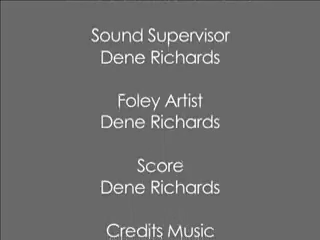 Sound Supervisor
Dene Richards
Foley Artist
Dene Richards
Score
Dene Richards
Credits Music